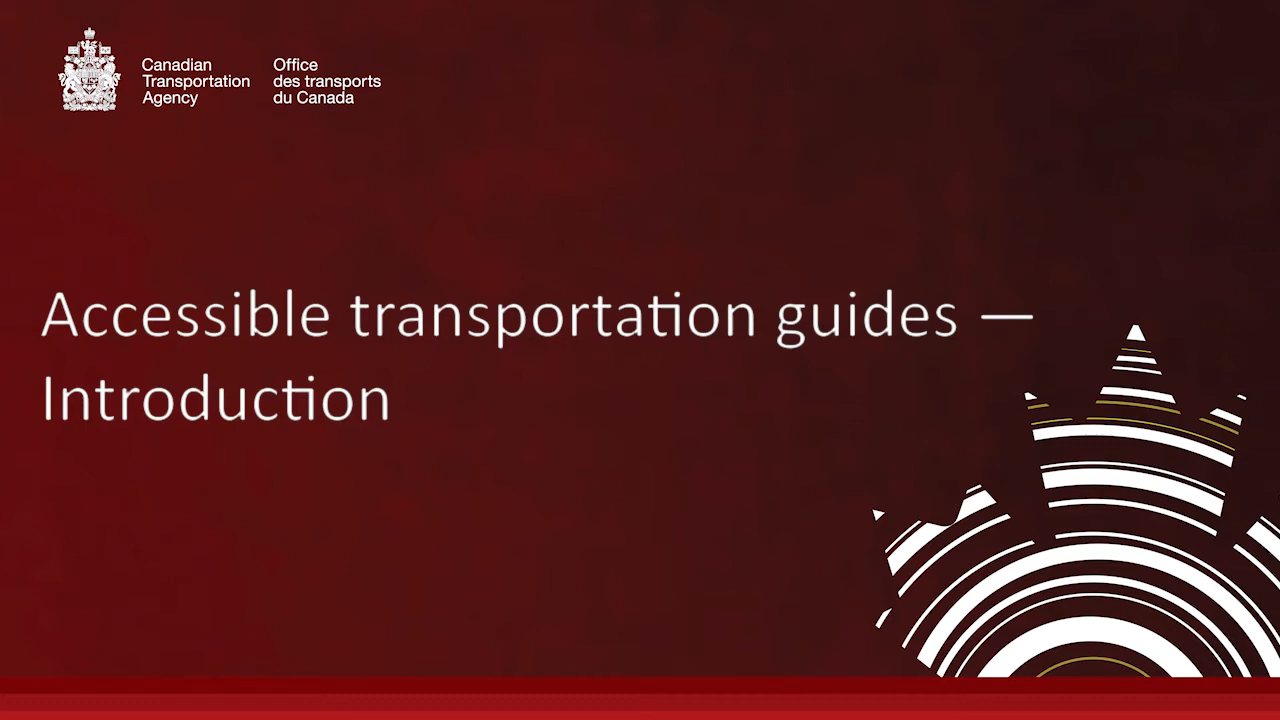 Canadian
Transportation
Agency
Office
des transports
du Canada
Accessible transportation guides —
Introduction